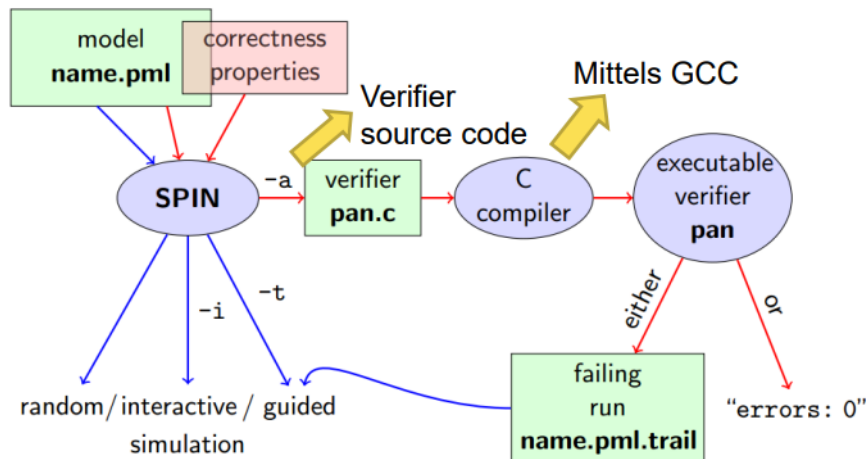 model
name.pml
correctness
properties
Verifier
source code
Mittels GCC
SPIN
-a
verifier
pan.c
C
compiler
executable
verifier
pan
-i
-t
either
or
random/ interactive / guided
simulation
failing
run
name.pml.trail
“errors: 0”